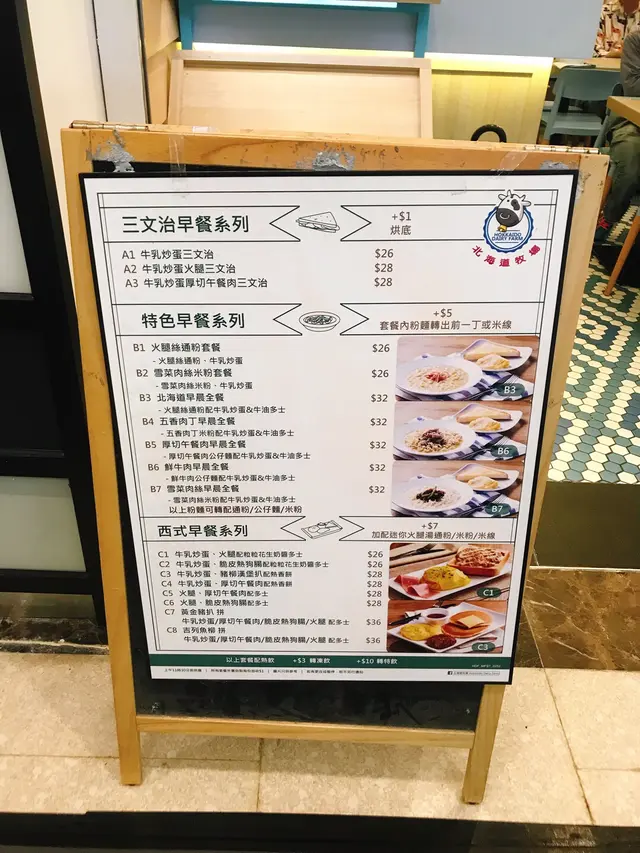 三文治早餐系列
+$1
烘底
HOKKAIDO
DAIRY FARM
北海道牧場
A1 牛乳炒蛋三文治 $26
A2 牛乳炒蛋火腿三文治 $28
A3 牛乳炒蛋厚切午餐肉三文治 $28
特色早餐系列
+$5
套餐內粉麵轉出前一丁或米線
B1 火腿絲通粉套餐 $26
- 火腿絲通粉、牛乳炒蛋
B2 雪菜肉絲米粉套餐 $26
- 雪菜肉絲米粉、牛乳炒蛋
B3 北海道早晨全餐 $32
- 火腿絲通粉配牛乳炒蛋&牛油多士
B4 五香肉丁早晨全餐 $32
- 五香肉丁米粉配牛乳炒蛋&牛油多士
B5 厚切午餐肉早晨全餐 $32
- 厚切午餐肉公仔麵配牛乳炒蛋&牛油多士
B6 鮮牛肉早晨全餐 $32
- 鮮牛肉公仔麵配牛乳炒蛋&牛油多士
B7 雪菜肉絲早晨全餐 $32
- 雪菜肉絲米粉配牛乳炒蛋&牛油多士
以上粉麵可轉配通粉/公仔麵/米粉
B3
B6
B7
西式早餐系列
+$7
加配迷你火腿湯通粉/米粉/米線
C1 牛乳炒蛋、火腿配粒粒花生奶醬多士 $26
C2 牛乳炒蛋、脆皮熱狗腸配粒粒花生奶醬多士 $26
C3 牛乳炒蛋、豬柳漢堡扒配熱香餅 $28
C4 牛乳炒蛋、厚切午餐肉配熱香餅 $28
C5 火腿、厚切午餐肉配多士 $28
C6 火腿、脆皮熱狗腸配多士 $28
C7 黃金豬扒 拼
牛乳炒蛋/厚切午餐肉/脆皮熱狗腸/火腿 配多士 $36
C8 吉列魚柳 拼
牛乳炒蛋/厚切午餐肉/脆皮熱狗腸/火腿 配多士 $36
C1
C3
以上套餐配熱飲 +$3 轉凍飲 +$10 轉特飲